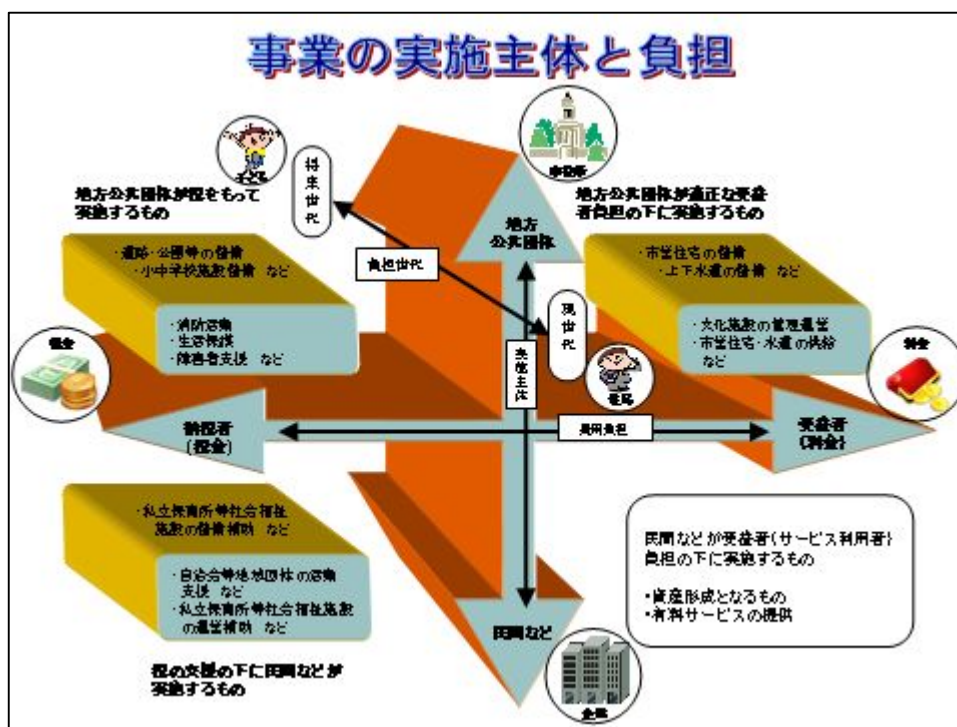 事業の実施主体と負担
子ども
将来世代
市役所
地方公共団体が税をもって
実施するもの
地方公共団体が適正な受益
者負担の下に実施するもの
地方
公共団体
負担世代
・道路・公園等の整備
・小中学校施設整備 など
・消防活動
・生活保護
・障害者支援 など
・市営住宅の整備
・上下水道の整備 など
・文化施設の管理運営
・市営住宅・水道の供給
など
現世代
実施主体
税金
料金
納税者
(税金)
費用負担
受益者
(料金)
・私立保育所等社会福祉
施設の整備補助 など
・自治会等地域団体の活動
支援 など
・私立保育所等社会福祉施設
の運営補助 など
民間などが受益者(サービス利用者)
負担の下に実施するもの
・資産形成となるもの
・有料サービスの提供
民間など
税の支援の下に民間などが
実施するもの
企業